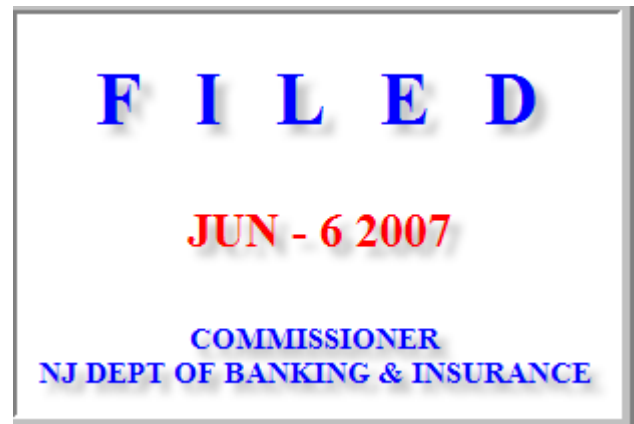 F I L E D
JUN - 6 2007
COMMISSIONER
NJ DEPT OF BANKING & INSURANCE